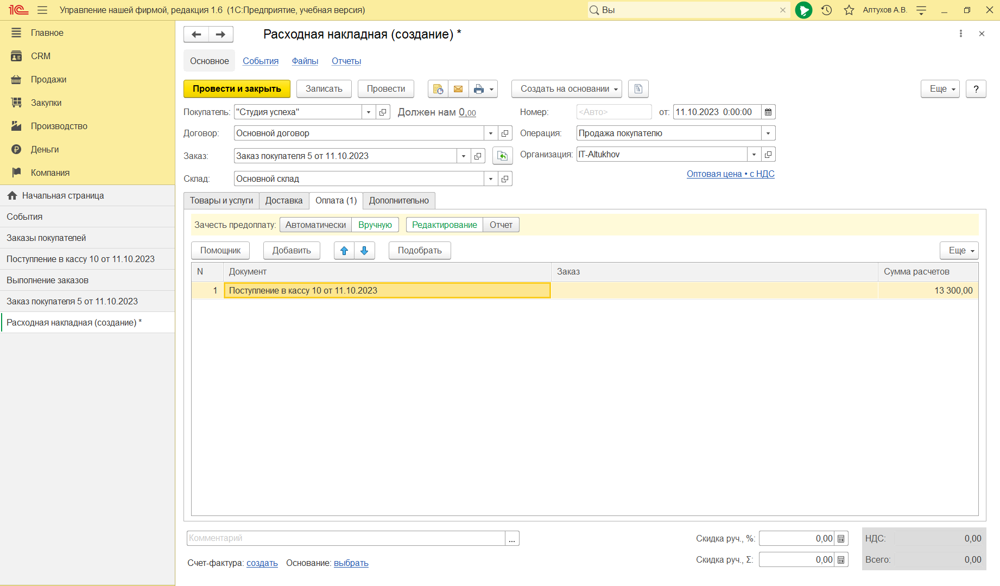 1С Управление нашей фирмой, редакция 1.6 (1С:Предприятие, учебная версия) Вы Алтухов А.В.
Главное
CRM
Продажи
Закупки
Производство
Деньги
Компания
Начальная страница
События
Заказы покупателей
Поступление в кассу 10 от 11.10.2023
Выполнение заказов
Заказ покупателя 5 от 11.10.2023
Расходная накладная (создание) *
Расходная накладная (создание) *
Основное События Файлы Отчеты
Провести и закрыть Записать Провести Создать на основании Еще ?
Покупатель: "Студия успеха" Должен нам 0,00 Номер: <Авто> от: 11.10.2023 0:00:00
Договор: Основной договор Операция: Продажа покупателю
Заказ: Заказ покупателя 5 от 11.10.2023 Организация: IT-Altukhov
Склад: Основной склад Оптовая цена • с НДС
Товары и услуги Доставка Оплата (1) Дополнительно
Зачесть предоплату: Автоматически Вручную Редактирование Отчет
Помощник Добавить Подобрать Еще
N Документ Заказ Сумма расчетов
1 Поступление в кассу 10 от 11.10.2023 13 300,00
Комментарий ... Скидка руч., %: 0,00 НДС: 0,00
Счет-фактура: создать Основание: выбрать Скидка руч., Σ: 0,00 Всего: 0,00